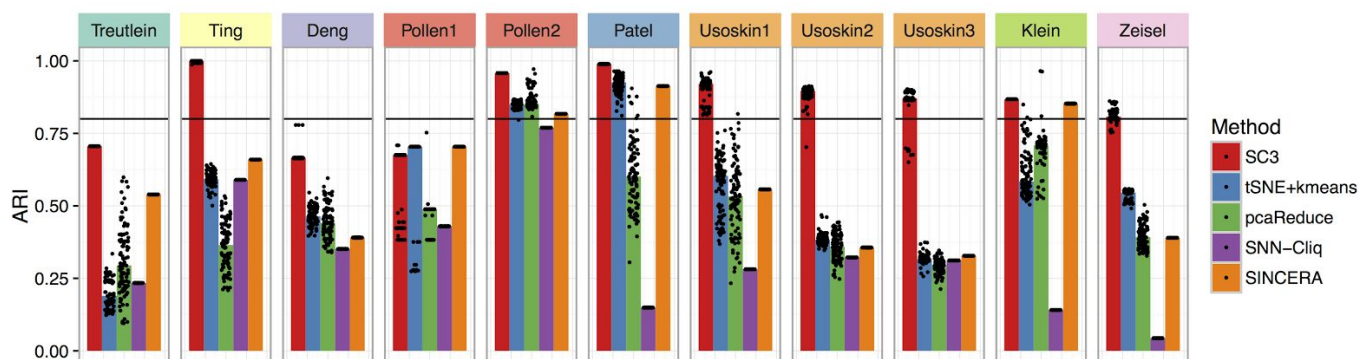 Treutlein Ting Deng Pollen1 Pollen2 Patel Usoskin1 Usoskin2 Usoskin3 Klein Zeisel
1.00
0.75
0.50
0.25
0.00
ARI
Method
SC3
tSNE+kmeans
pcaReduce
SNN−Cliq
SINCERA